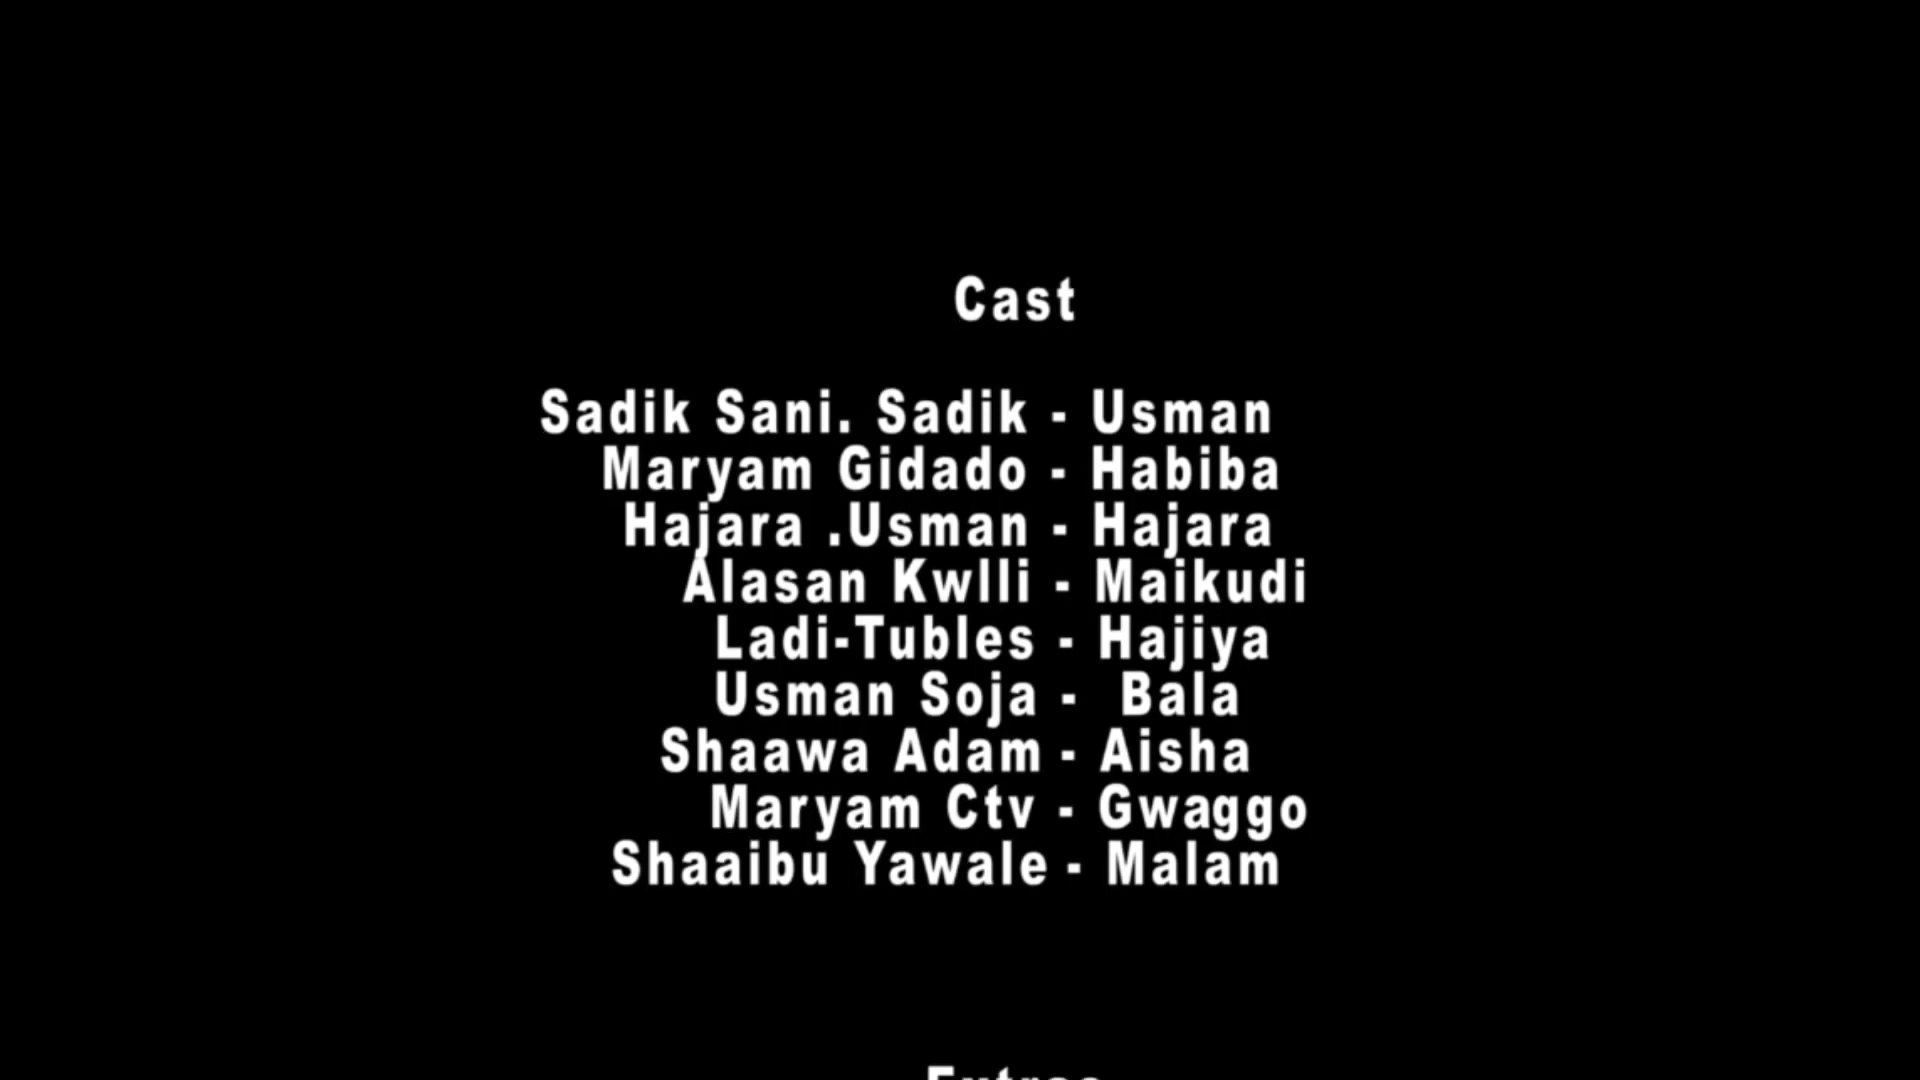 Cast
Sadik Sani. Sadik - Usman
Maryam Gidado - Habiba
Hajara .Usman - Hajara
Alasan Kwlli - Maikudi
Ladi-Tubles - Hajiya
Usman Soja - Bala
Shaawa Adam - Aisha
Maryam Ctv - Gwaggo
Shaaibu Yawale - Malam